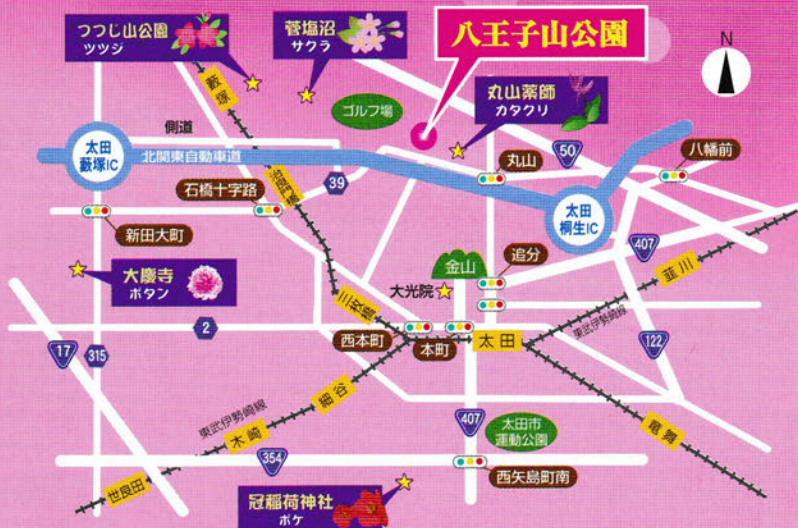 つつじ山公園
ツツジ
菅塩沼
サクラ
八王子山公園
N
藪塚
ゴルフ場
丸山薬師
カタクリ
側道
太田
藪塚IC
北関東自動車道
50
八幡前
丸山
39
石橋十字路
治良門橋
太田
桐生IC
新田大町
407
追分
金山
韮川
大慶寺
ボタン
大光院
三枚橋
2
東武伊勢崎線
西本町
本町
太田
122
17
315
細谷
東武伊勢崎線
木崎
407
太田市
運動公園
竜舞
354
西矢島町南
世良田
冠稲荷神社
ボケ